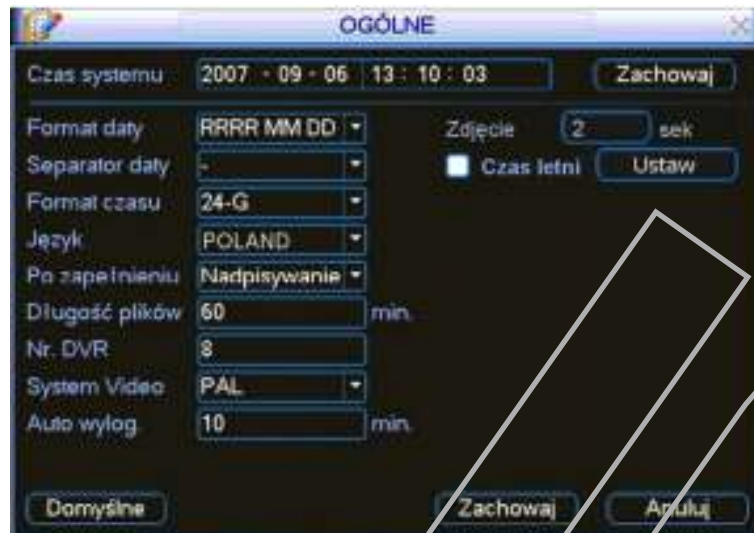 OGÓLNE
Czas systemu 2007 - 09 - 06 13 : 10 : 03 Zachowaj
Format daty RRRR MM DD Zdjęcie 2 sek
Separator daty - Czas letni Ustaw
Format czasu 24-G
Język POLAND
Po zapełnieniu Nadpisywanie
Długość plików 60 min.
Nr. DVR 8
System Video PAL
Auto wylog. 10 min.
Domyślne Zachowaj Anuluj